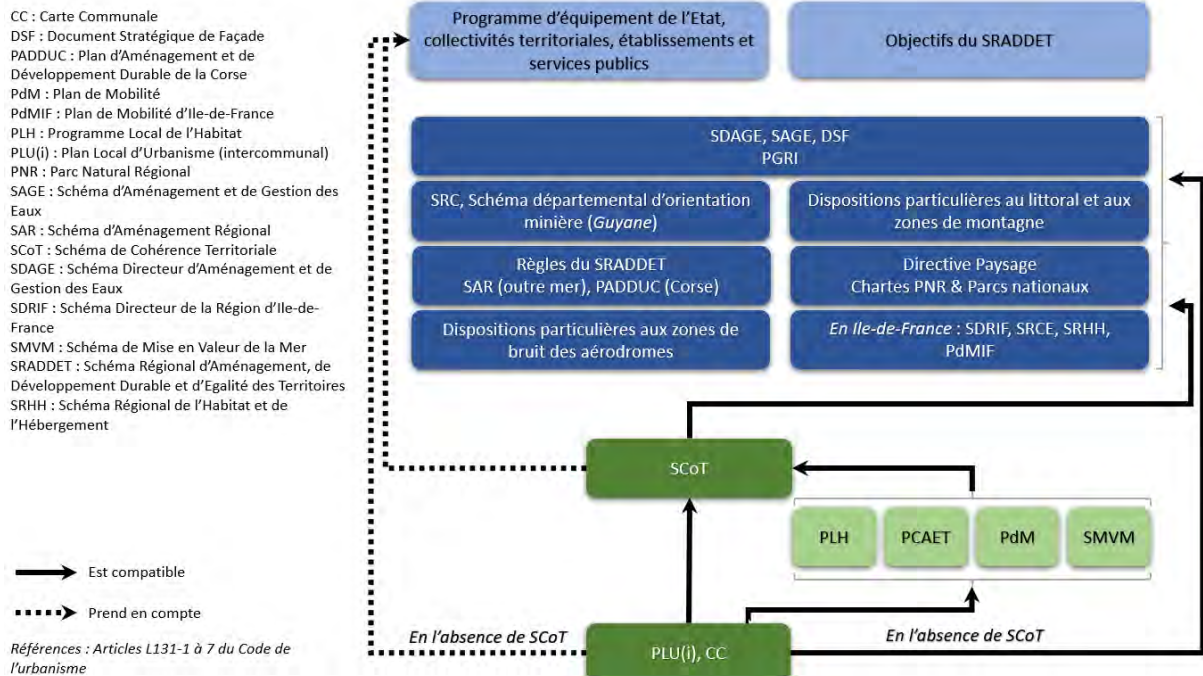 CC : Carte Communale
DSF : Document Stratégique de Façade
PADDUC : Plan d'Aménagement et de
Développement Durable de la Corse
PdM : Plan de Mobilité
PdMIF : Plan de Mobilité d'Ile-de-France
PLH : Programme Local de l'Habitat
PLU(i) : Plan Local d'Urbanisme (intercommunal)
PNR : Parc Natural Régional
SAGE : Schéma d'Aménagement et de Gestion des
Eaux
SAR : Schéma d'Aménagement Régional
SCoT : Schéma de Cohérence Territoriale
SDAGE : Schéma Directeur d'Aménagement et de
Gestion des Eaux
SDRIF : Schéma Directeur de la Région d'Ile-de-
France
SMVM : Schéma de Mise en Valeur de la Mer
SRADDET : Schéma Régional d'Aménagement, de
Développement Durable et d'Egalité des Territoires
SRHH : Schéma Régional de l'Habitat et de
l'Hébergement
Est compatible
Prend en compte
Références : Articles L131-1 à 7 du Code de
l'urbanisme
Programme d'équipement de l'Etat,
collectivités territoriales, établissements et
services publics
Objectifs du SRADDET
SDAGE, SAGE, DSF
PGRI
SRC, Schéma départemental d'orientation
minière (Guyane)
Dispositions particulières au littoral et aux
zones de montagne
Règles du SRADDET
SAR (outre mer), PADDUC (Corse)
Directive Paysage
Chartes PNR & Parcs nationaux
Dispositions particulières aux zones de
bruit des aérodromes
En Ile-de-France : SDRIF, SRCE, SRHH,
PdMIF
SCoT
PLH
PCAET
PdM
SMVM
En l'absence de SCoT
PLU(i), CC
En l'absence de SCoT